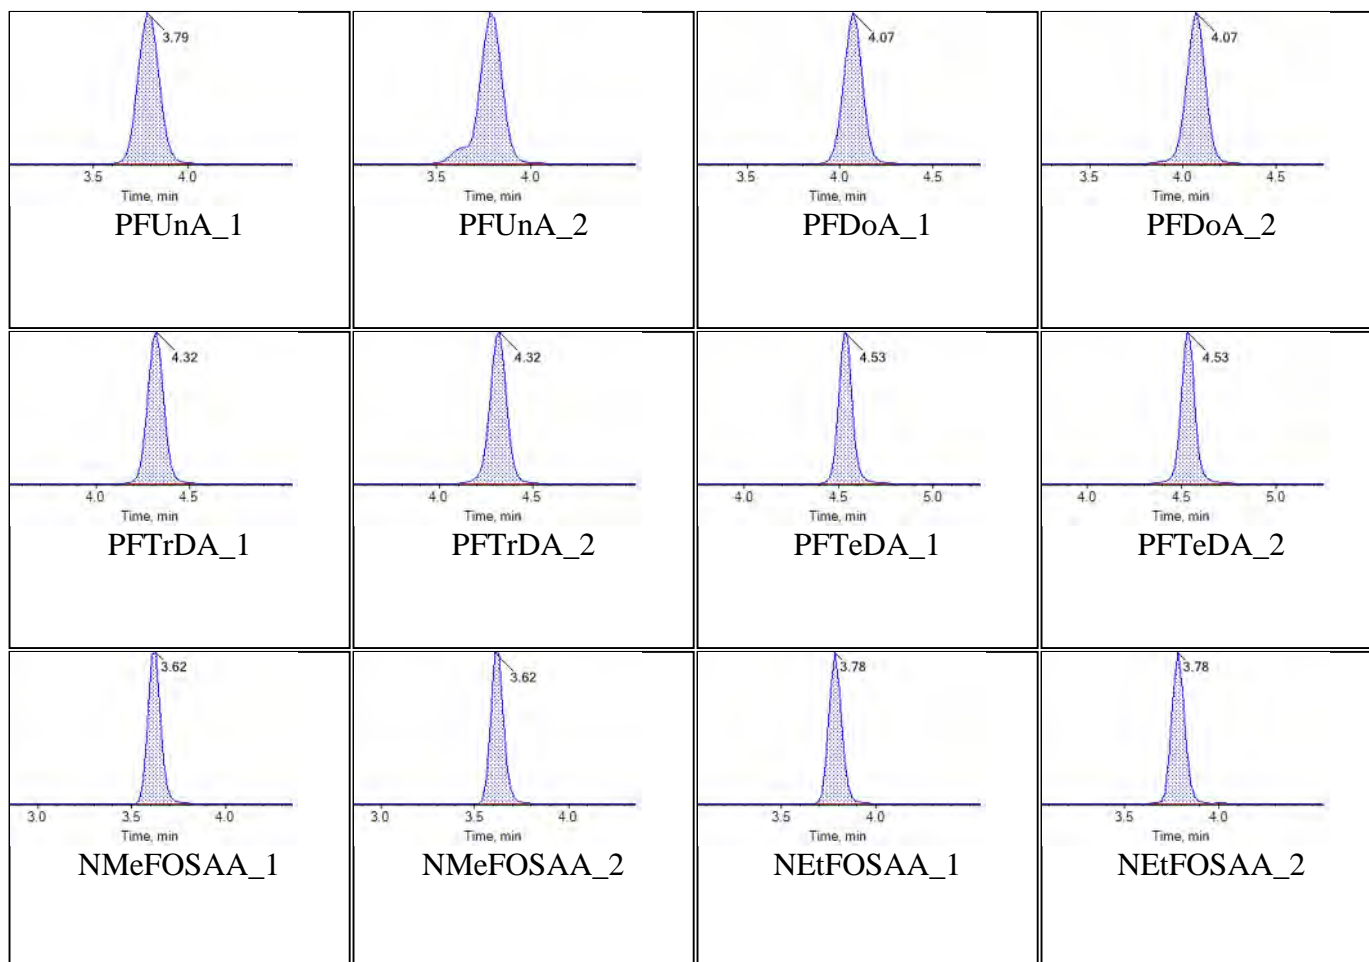 3.79
3.5 4.0
Time, min
PFUnA_1
3.5 4.0
Time, min
PFUnA_2
4.07
3.5 4.0 4.5
Time, min
PFDoA_1
4.07
3.5 4.0 4.5
Time, min
PFDoA_2
4.32
4.0 4.5
Time, min
PFTrDA_1
4.32
4.0 4.5
Time, min
PFTrDA_2
4.53
4.0 4.5 5.0
Time, min
PFTeDA_1
4.53
4.0 4.5 5.0
Time, min
PFTeDA_2
3.62
3.0 3.5 4.0
Time, min
NMeFOSAA_1
3.62
3.0 3.5 4.0
Time, min
NMeFOSAA_2
3.78
3.5 4.0
Time, min
NEtFOSAA_1
3.78
3.5 4.0
Time, min
NEtFOSAA_2